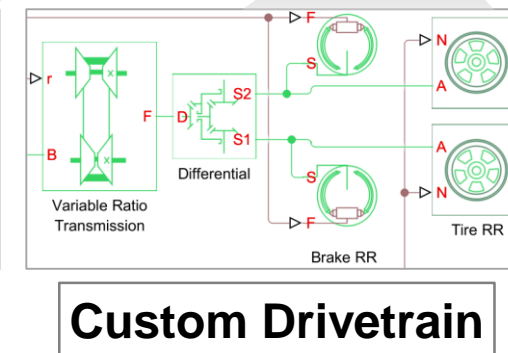 F
N
r
S
S2
A
F
D
B
S1
A
Differential
S
N
Variable Ratio
Transmission
F
Tire RR
Brake RR
Custom Drivetrain